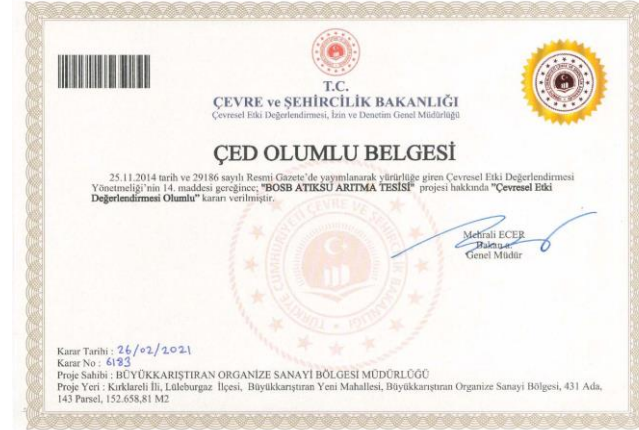 T.C.
ÇEVRE ve ŞEHİRCİLİK BAKANLIĞI
Çevresel Etki Değerlendirmesi, İzin ve Denetim Genel Müdürlüğü
ÇED OLUMLU BELGESİ
25.11.2014 tarih ve 29186 sayılı Resmi Gazete'de yayımlanarak yürürlüğe giren Çevresel Etki Değerlendirmesi
Yönetmeliği'nin 14. maddesi gereğince; "BOSB ATIKSU ARITMA TESİSİ" projesi hakkında "Çevresel Etki
Değerlendirmesi Olumlu" kararı verilmiştir.
Mehrali ECER
Bakan a.
Genel Müdür
Karar Tarihi : 26/02/2021
Karar No : 6183
Proje Sahibi : BÜYÜKKARIŞTIRAN ORGANİZE SANAYİ BÖLGESİ MÜDÜRLÜĞÜ
Proje Yeri : Kırklareli İli, Lüleburgaz İlçesi, Büyükkarıştıran Yeni Mahallesi, Büyükkarıştıran Organize Sanayi Bölgesi, 431 Ada,
143 Parsel, 152.658,81 M2